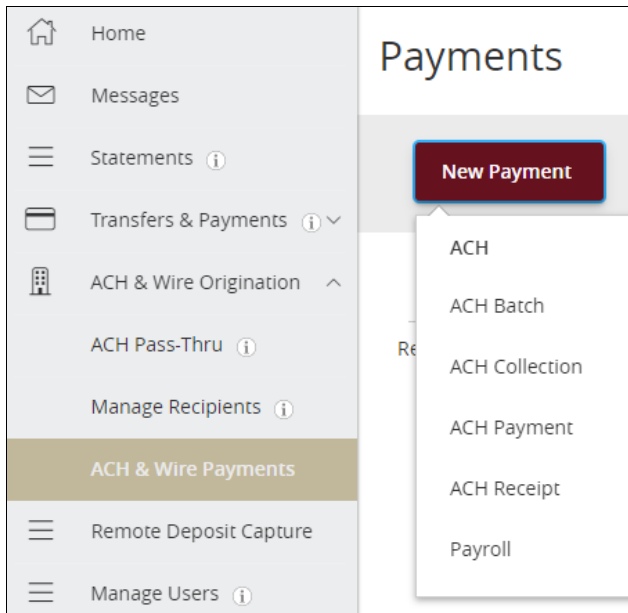 Home
Messages
Statements
Transfers & Payments
ACH & Wire Origination
ACH Pass-Thru
Manage Recipients
ACH & Wire Payments
Remote Deposit Capture
Manage Users
Payments
New Payment
Re
ACH
ACH Batch
ACH Collection
ACH Payment
ACH Receipt
Payroll